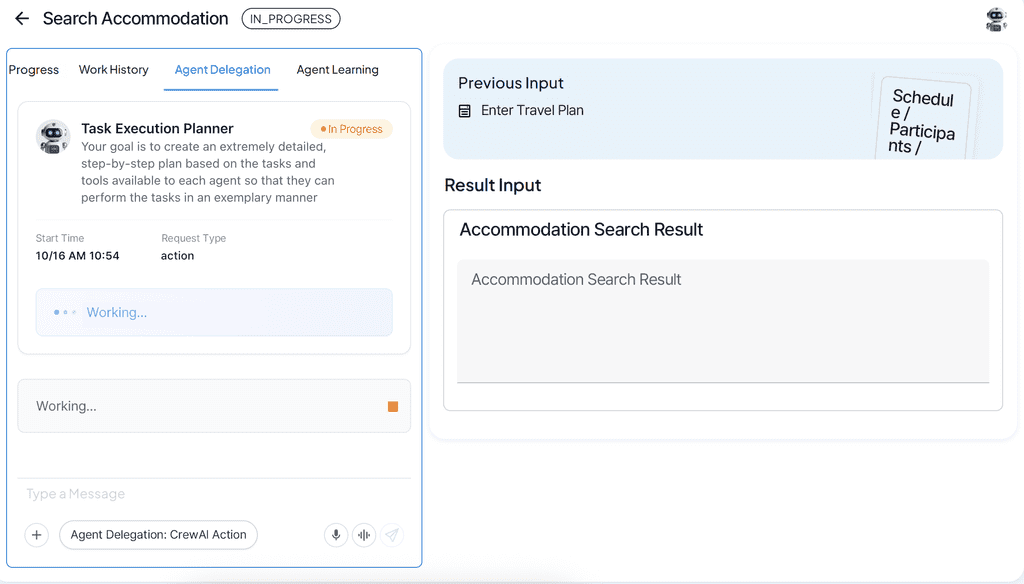 Search Accommodation IN_PROGRESS
Progress Work History Agent Delegation Agent Learning
Task Execution Planner In Progress
Your goal is to create an extremely detailed,
step-by-step plan based on the tasks and
tools available to each agent so that they can
perform the tasks in an exemplary manner
Start Time Request Type
10/16 AM 10:54 action
Working...
Working...
Type a Message
Agent Delegation: CrewAI Action
Previous Input
Enter Travel Plan
Schedul
e /
Participa
nts /
Result Input
Accommodation Search Result
Accommodation Search Result